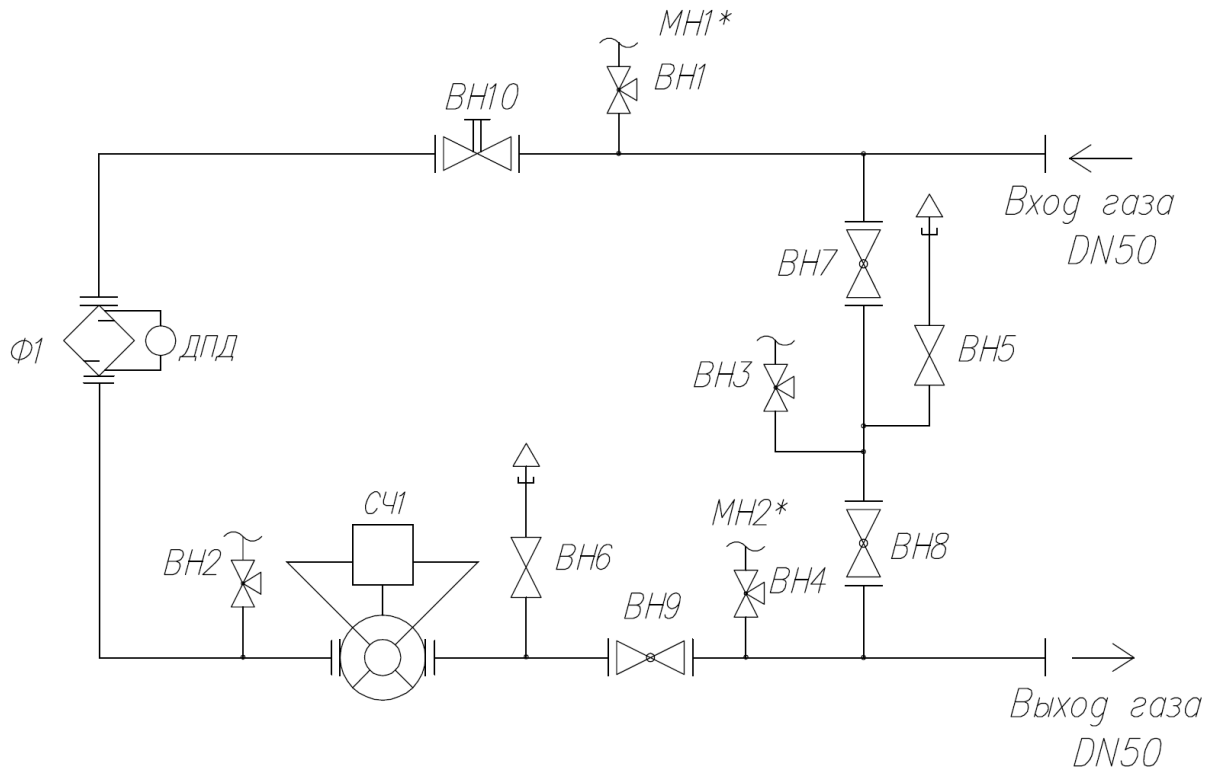 МН1*
ВН1
ВН10
Вход газа
DN50
ВН7
ВН5
Ф1
ДПД
ВН3
СЧ1
МН2*
ВН2
ВН6
ВН8
ВН4
ВН9
Выход газа
DN50